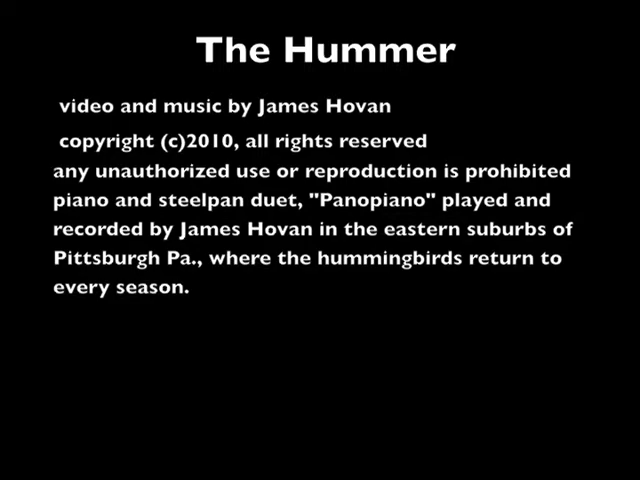 The Hummer
video and music by James Hovan
copyright (c)2010, all rights reserved
any unauthorized use or reproduction is prohibited
piano and steelpan duet, "Panopiano" played and
recorded by James Hovan in the eastern suburbs of
Pittsburgh Pa., where the hummingbirds return to
every season.